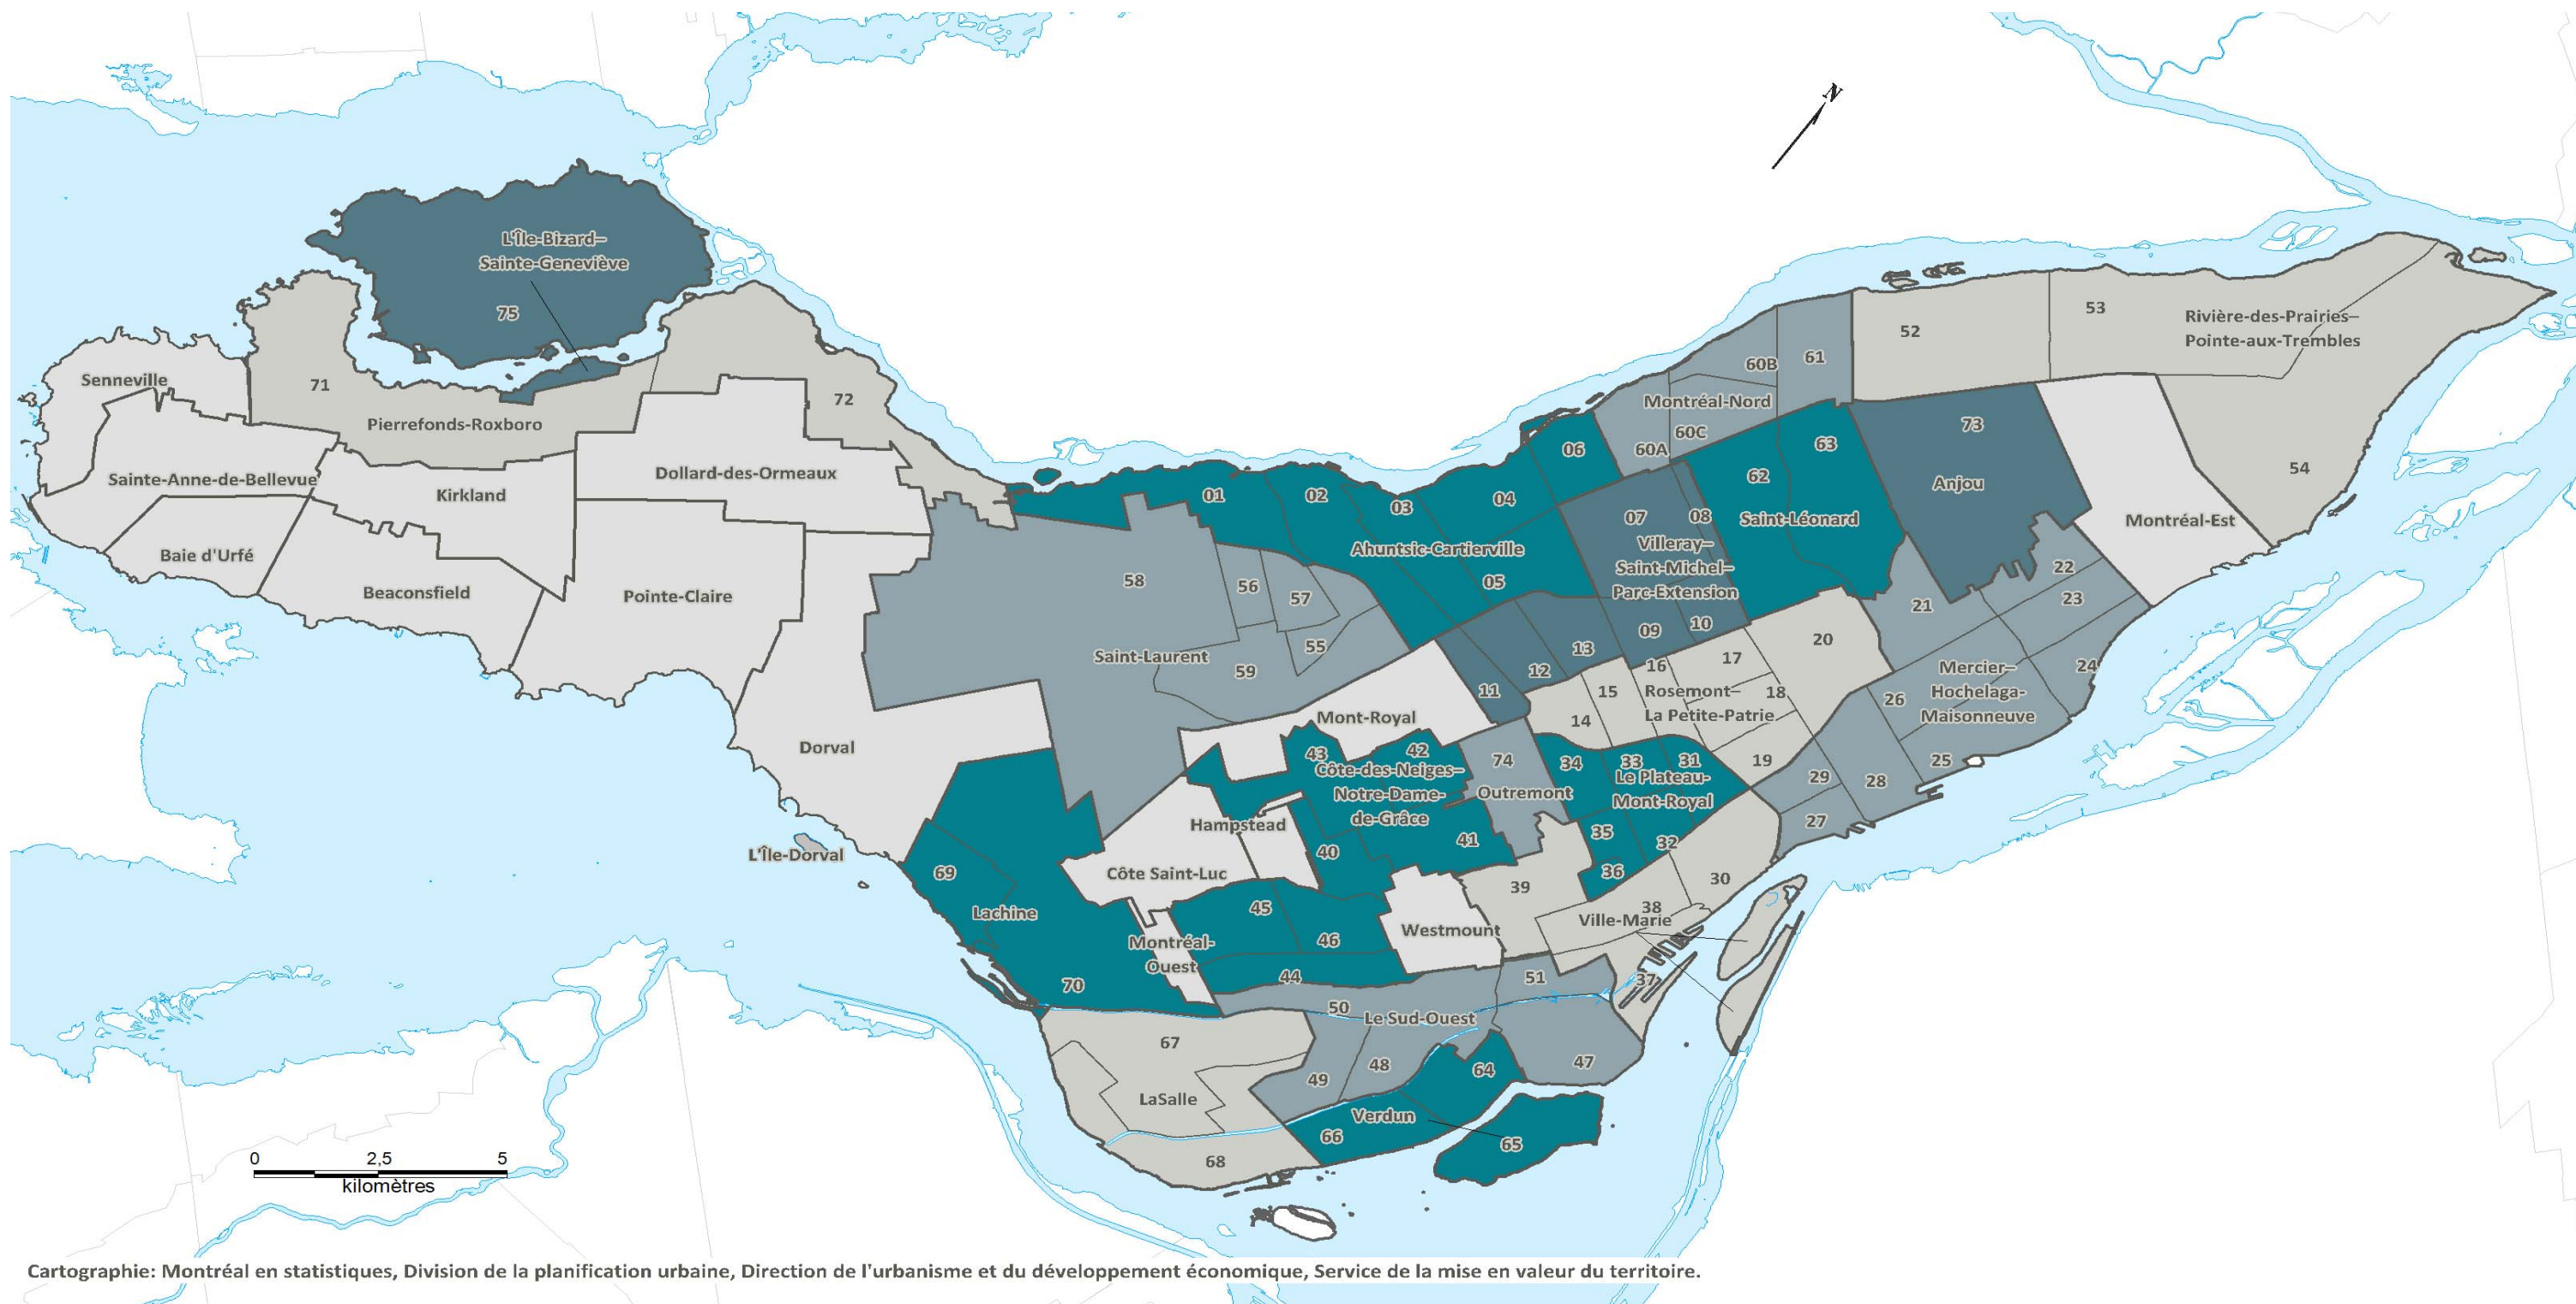 N
L'Île-Bizard–
Sainte-Geneviève
75
Senneville
71
Pierrefonds-Roxboro
72
Sainte-Anne-de-Bellevue
Kirkland
Dollard-des-Ormeaux
Baie d'Urfé
Beaconsfield
Pointe-Claire
Dorval
L'Île-Dorval
58
56
57
55
59
Saint-Laurent
01
02
03
04
05
06
Ahuntsic-Cartierville
60B
61
Montréal-Nord
60C
60A
52
53
Rivière-des-Prairies–
Pointe-aux-Trembles
54
62
63
Saint-Léonard
73
Anjou
Montréal-Est
07
08
Villeray–
Saint-Michel–
Parc-Extension
09
10
11
12
13
14
15
16
17
18
19
20
Rosemont–
La Petite-Patrie
21
22
23
24
25
26
27
28
29
Mercier–
Hochelaga-
Maisonneuve
Mont-Royal
43
42
Côte-des-Neiges–
Notre-Dame-
de-Grâce
41
40
74
Outremont
34
33
31
Le Plateau-
Mont-Royal
35
32
36
Hampstead
Côte Saint-Luc
69
Lachine
70
Montréal-
Ouest
45
46
44
Westmount
39
30
38
Ville-Marie
37
51
50
Le Sud-Ouest
49
48
47
64
Verdun
66
65
67
LaSalle
68
0 2,5 5
kilomètres
Cartographie: Montréal en statistiques, Division de la planification urbaine, Direction de l'urbanisme et du développement économique, Service de la mise en valeur du territoire.